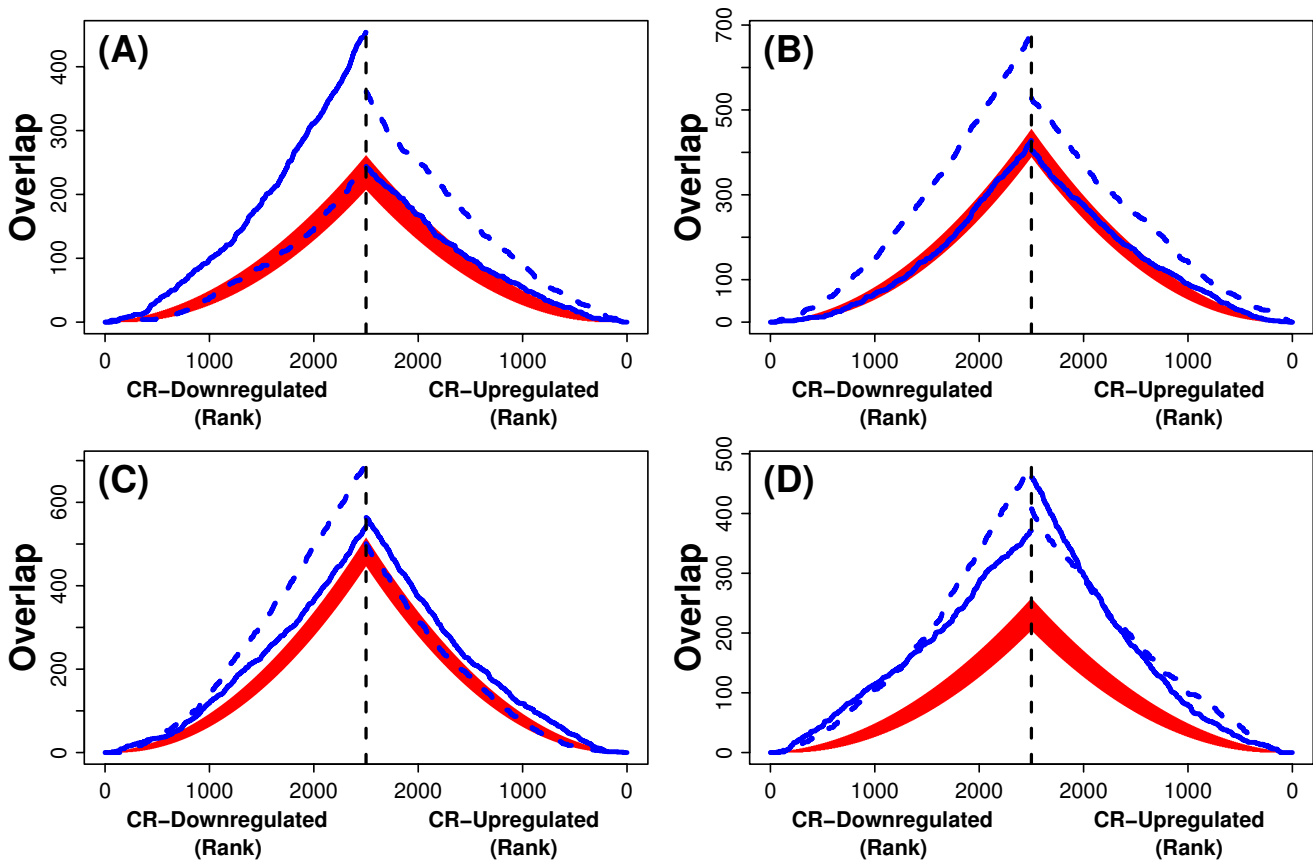 (A)
Overlap
0 100 200 300 400
0 1000 2000 2000 1000 0
CR−Downregulated CR−Upregulated
(Rank) (Rank)
(B)
Overlap
0 100 300 500 700
0 1000 2000 2000 1000 0
CR−Downregulated CR−Upregulated
(Rank) (Rank)
(C)
Overlap
0 200 400 600
0 1000 2000 2000 1000 0
CR−Downregulated CR−Upregulated
(Rank) (Rank)
(D)
Overlap
0 100 200 300 400 500
0 1000 2000 2000 1000 0
CR−Downregulated CR−Upregulated
(Rank) (Rank)